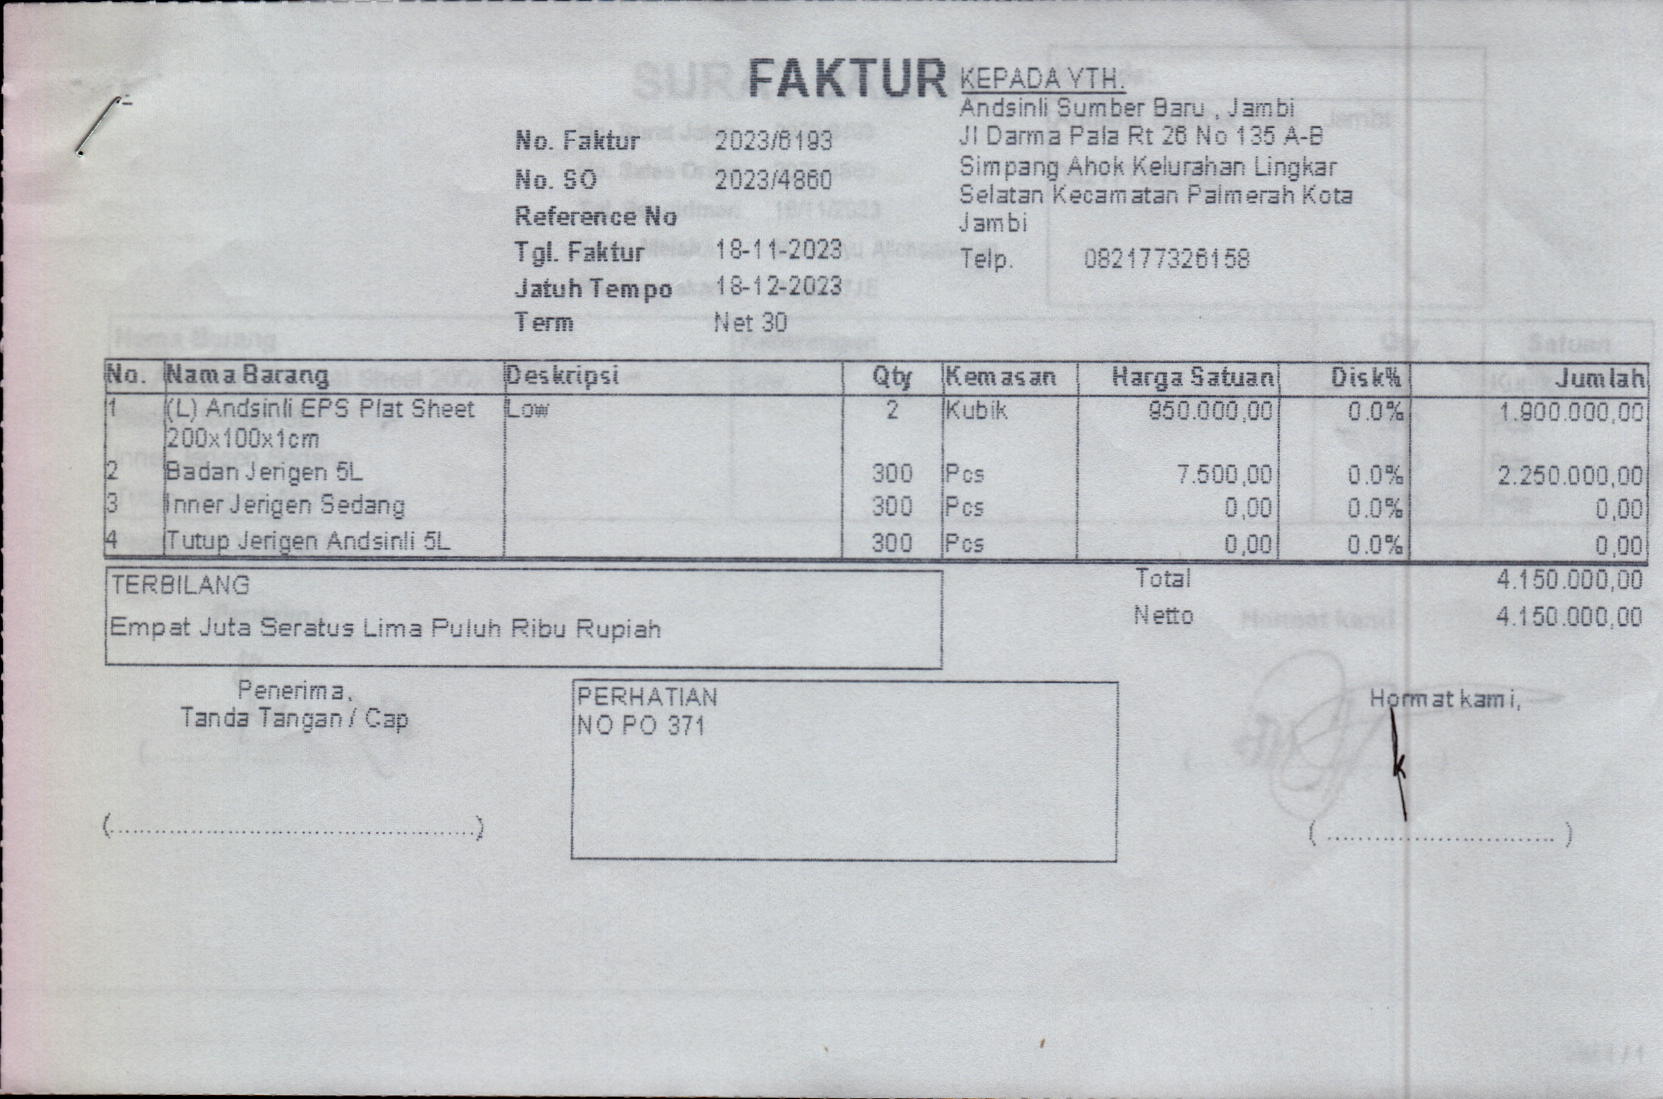 FAKTUR
No. Faktur 2023/6193
No. SO 2023/4860
Reference No
Tgl. Faktur 18-11-2023
Jatuh Tempo 18-12-2023
Term Net 30
KEPADA YTH.
Andsinli Sumber Baru , Jambi
Jl Darma Pala Rt 26 No 135 A-B
Simpang Ahok Kelurahan Lingkar
Selatan Kecamatan Palmerah Kota
Jambi
Telp. 082177326158
No. Nama Barang Deskripsi Qty Kemasan Harga Satuan Disk% Jumlah
1 (L) Andsinli EPS Plat Sheet Low 2 Kubik 950.000,00 0.0% 1.900.000,00
200x100x1cm
2 Badan Jerigen 5L 300 Pcs 7.500,00 0.0% 2.250.000,00
3 Inner Jerigen Sedang 300 Pcs 0,00 0.0% 0,00
4 Tutup Jerigen Andsinli 5L 300 Pcs 0,00 0.0% 0,00
TERBILANG
Empat Juta Seratus Lima Puluh Ribu Rupiah
Total 4.150.000,00
Netto 4.150.000,00
Penerima,
Tanda Tangan / Cap
(................................................)
PERHATIAN
NO PO 371
Hormat kami,
(..............................)